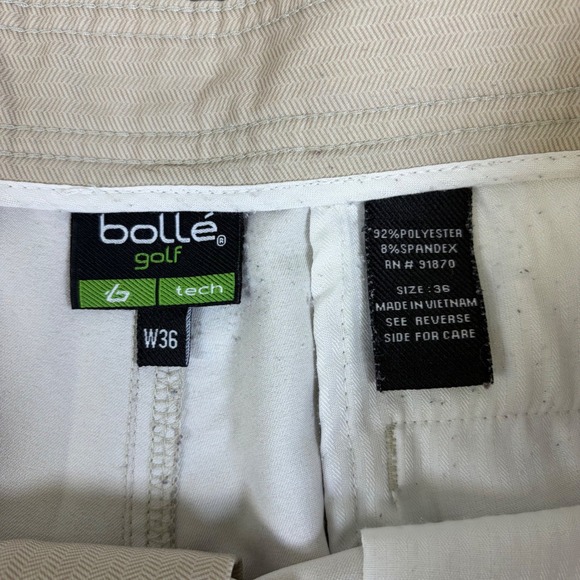 bollé®
golf
tech
W36
92%POLYESTER
8%SPANDEX
RN # 91870
SIZE : 36
MADE IN VIETNAM
SEE REVERSE
SIDE FOR CARE